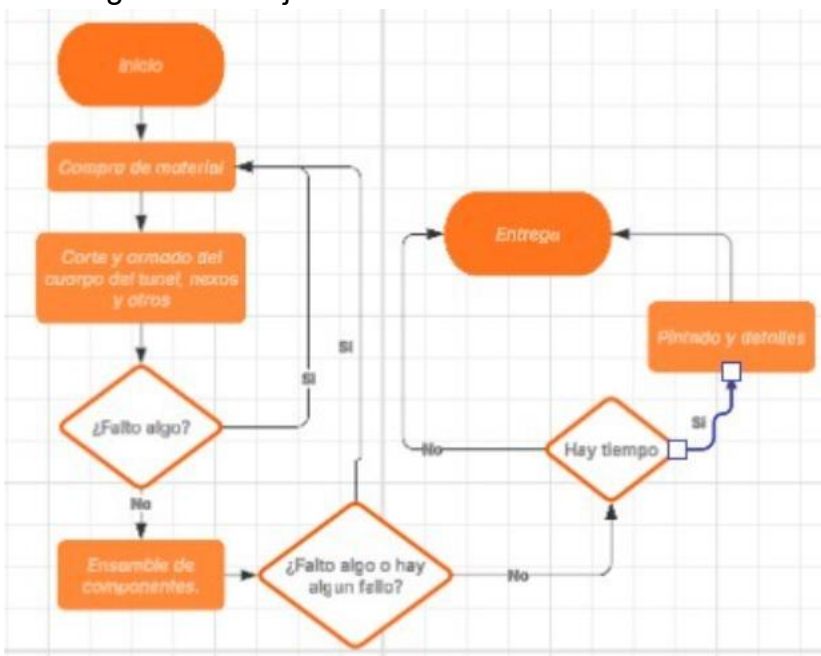 Inicio
Compra de material
Corte y armado del
cuerpo del tunel, nexos
y otros
¿Falto algo?
Si
Si
No
Ensamble de
componentes.
¿Falto algo o hay
algun fallo?
No
Hay tiempo
No
Si
Pintado y detalles
Entrega